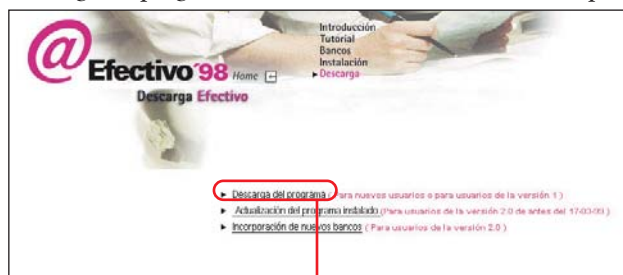 Introducción
Tutorial
Bancos
Instalación
▸Descarga
@Efectivo'98 Home
Descarga Efectivo
▸ Descarga del programa (Para nuevos usuarios o para usuarios de la versión 1)
▸ Actualización del programa instalado (Para usuarios de la versión 2.0 de antes del 17-03-99)
▸ Incorporación de nuevos bancos (Para usuarios de la versión 2.0)